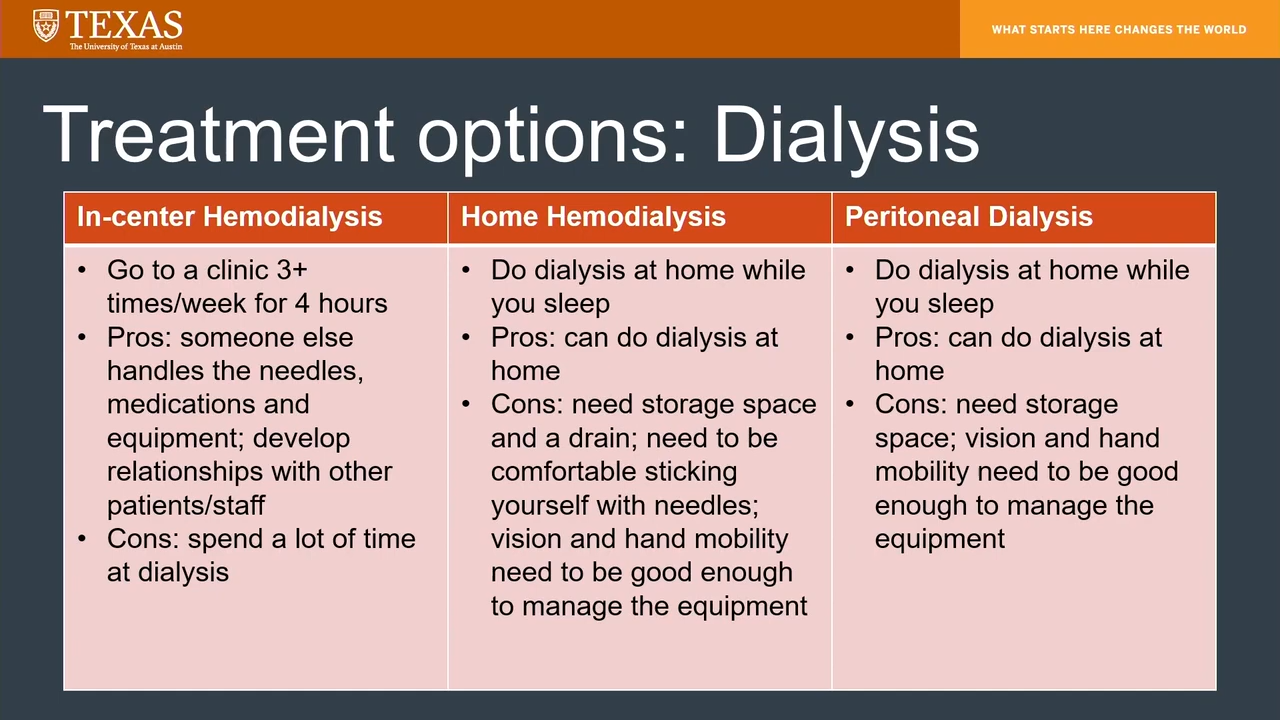 TEXAS
The University of Texas at Austin
WHAT STARTS HERE CHANGES THE WORLD
Treatment options: Dialysis
In-center Hemodialysis
• Go to a clinic 3+
times/week for 4 hours
• Pros: someone else
handles the needles,
medications and
equipment; develop
relationships with other
patients/staff
• Cons: spend a lot of time
at dialysis
Home Hemodialysis
• Do dialysis at home while
you sleep
• Pros: can do dialysis at
home
• Cons: need storage space
and a drain; need to be
comfortable sticking
yourself with needles;
vision and hand mobility
need to be good enough
to manage the equipment
Peritoneal Dialysis
• Do dialysis at home while
you sleep
• Pros: can do dialysis at
home
• Cons: need storage
space; vision and hand
mobility need to be good
enough to manage the
equipment